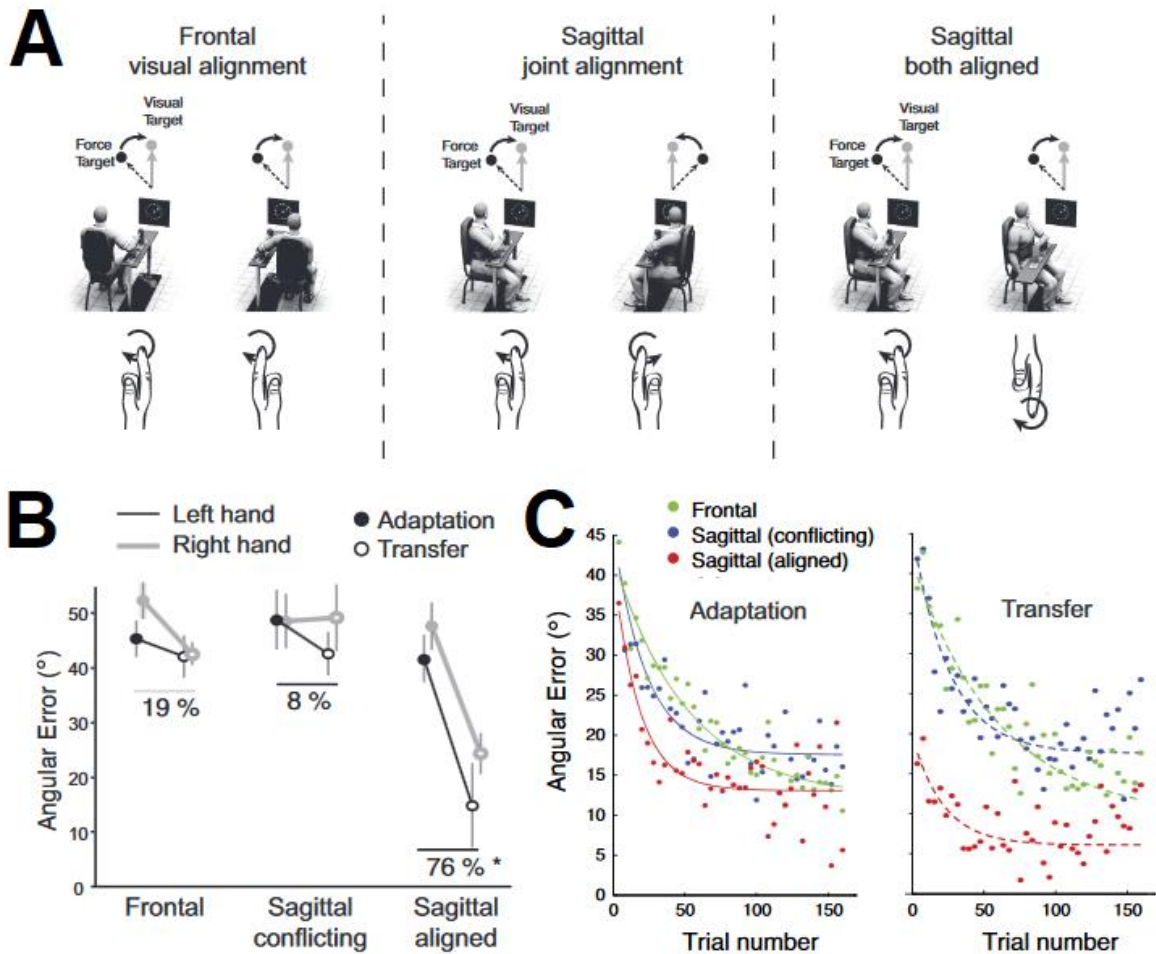 A
Frontal
visual alignment
Sagittal
joint alignment
Sagittal
both aligned
Visual
Target
Force
Target
Visual
Target
Force
Target
Visual
Target
Force
Target
B
Left hand
Right hand
Adaptation
Transfer
Angular Error (°)
50
40
30
20
10
0
19 %
8 %
76 % *
Frontal
Sagittal
conflicting
Sagittal
aligned
C
Frontal
Sagittal (conflicting)
Sagittal (aligned)
Adaptation
Transfer
Angular Error (°)
45
40
35
30
25
20
15
10
5
0
0 50 100 150
Trial number
0 50 100 150
Trial number